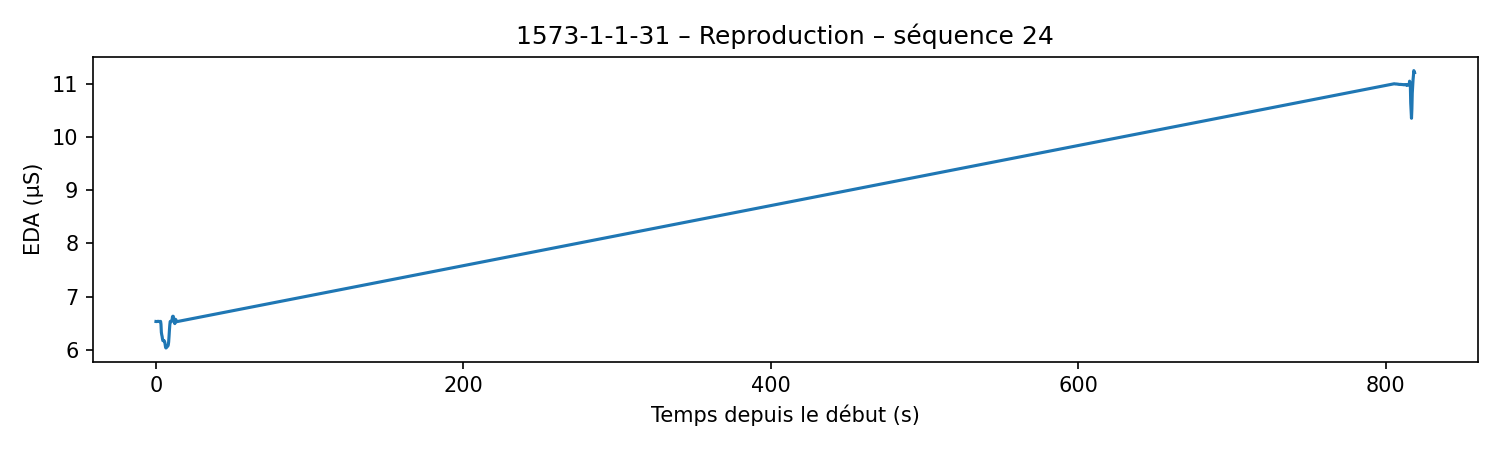 1573-1-1-31 – Reproduction – séquence 24
EDA (µS)
11
10
9
8
7
6
0 200 400 600 800
Temps depuis le début (s)